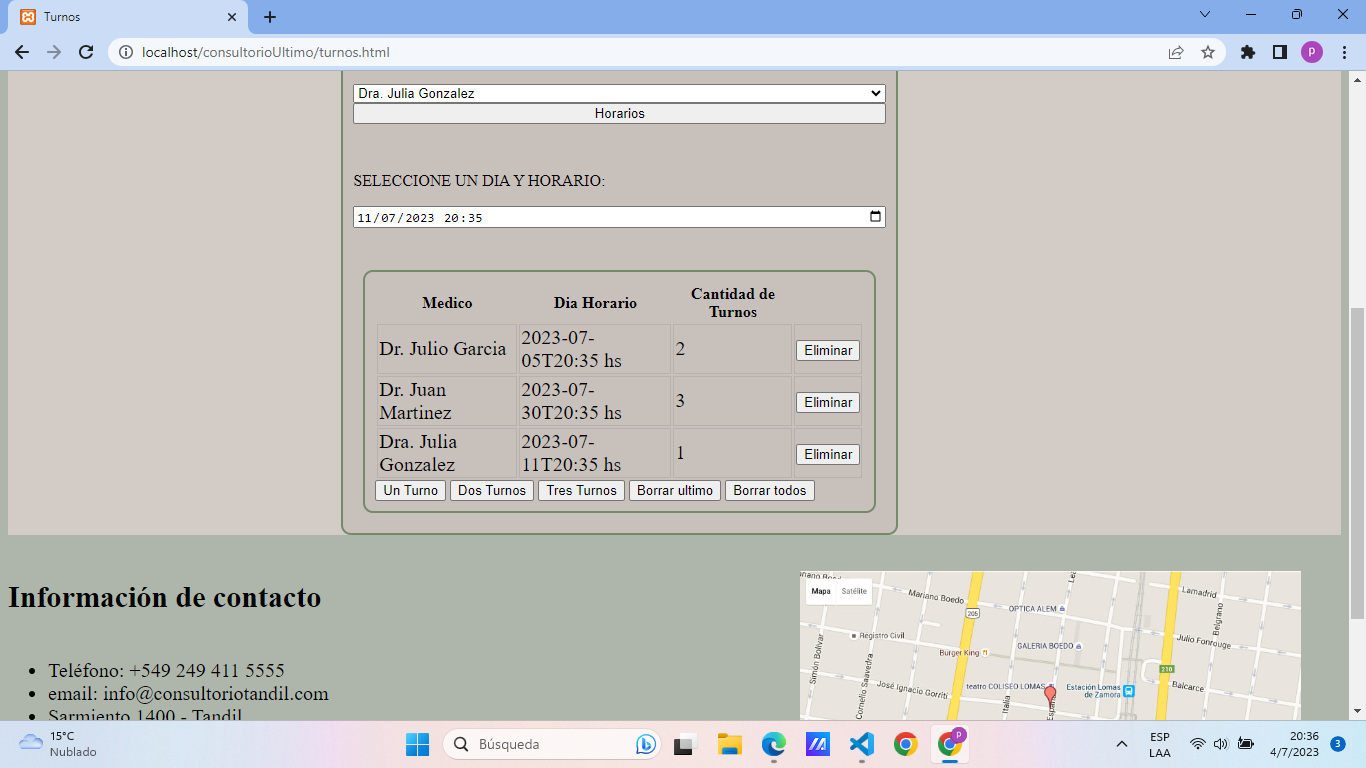 Turnos
localhost/consultorioUltimo/turnos.html
P
Dra. Julia Gonzalez
Horarios
SELECCIONE UN DIA Y HORARIO:
11/07/2023 20:35
Medico Dia Horario Cantidad de
Turnos
Dr. Julio Garcia 2023-07-
05T20:35 hs 2 Eliminar
Dr. Juan
Martinez 2023-07-
30T20:35 hs 3 Eliminar
Dra. Julia
Gonzalez 2023-07-
11T20:35 hs 1 Eliminar
Un Turno Dos Turnos Tres Turnos Borrar ultimo Borrar todos
Información de contacto
Teléfono: +549 249 411 5555
email: info@consultoriotandil.com
Sarmiento 1400 - Tandil
Mapa Satélite
Mariano Boedo
OPTICA ALEM
Lamadrid
205
Belgrano
Registro Civil
Simón Bolívar
Cornelio Saavedra
Burger King
GALERIA BOEDO
Julio Fonrouge
210
José Ignacio Gorriti
teatro COLISEO LOMAS
Estación Lomas
de Zamora
Balcarce
Italia
España
15°C
Nublado
Búsqueda
P
ESP
LAA
20:36
4/7/2023
3